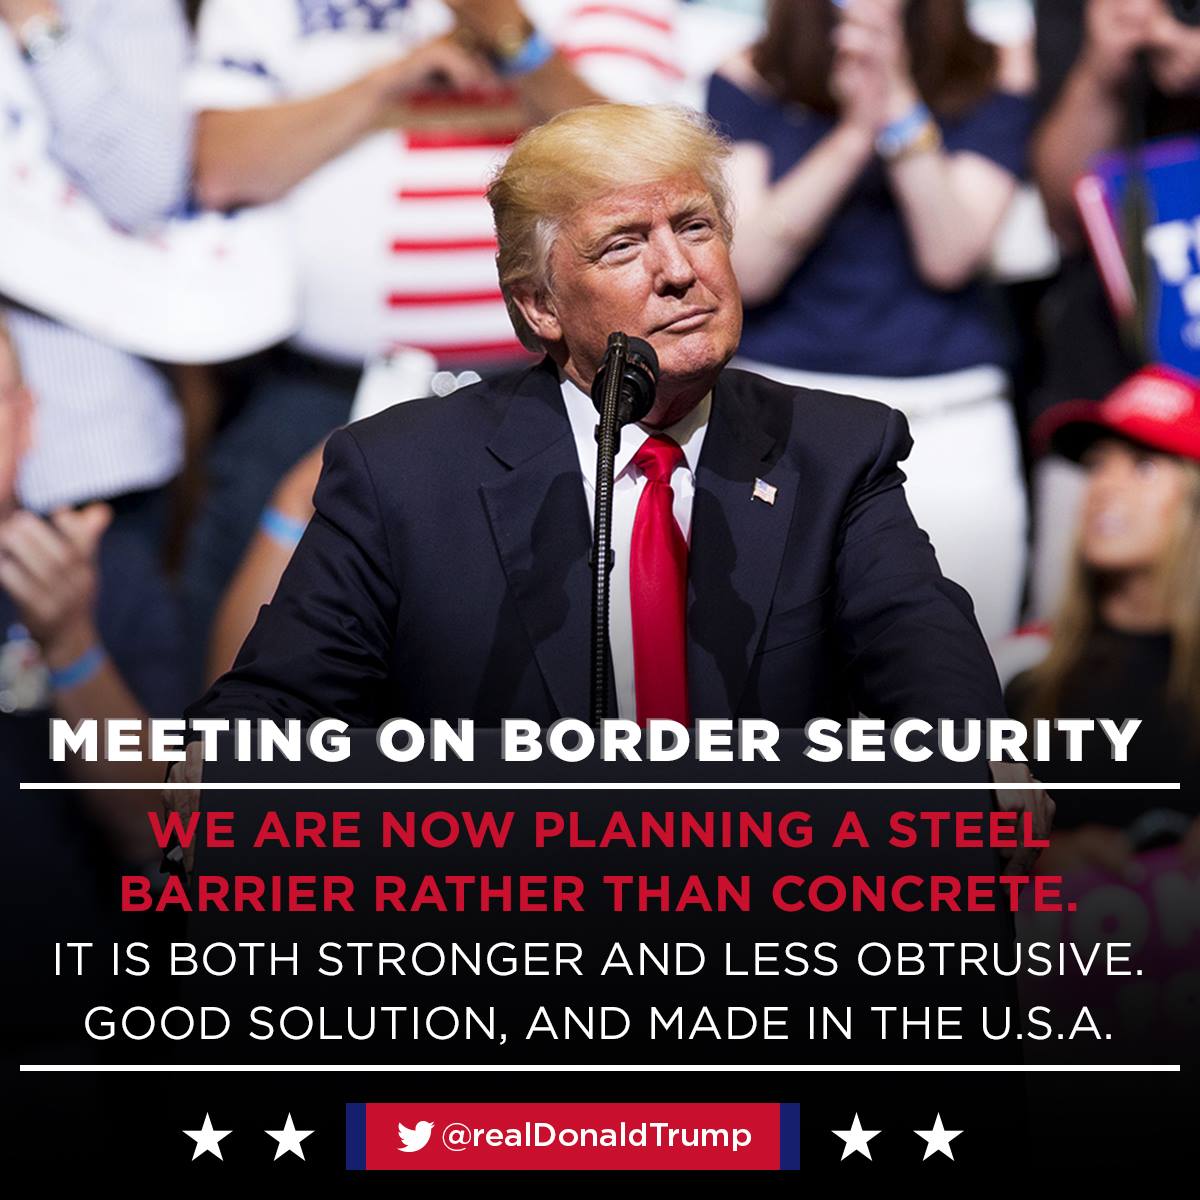 MEETING ON BORDER SECURITY
WE ARE NOW PLANNING A STEEL
BARRIER RATHER THAN CONCRETE.
IT IS BOTH STRONGER AND LESS OBTRUSIVE.
GOOD SOLUTION, AND MADE IN THE U.S.A.
@realDonaldTrump